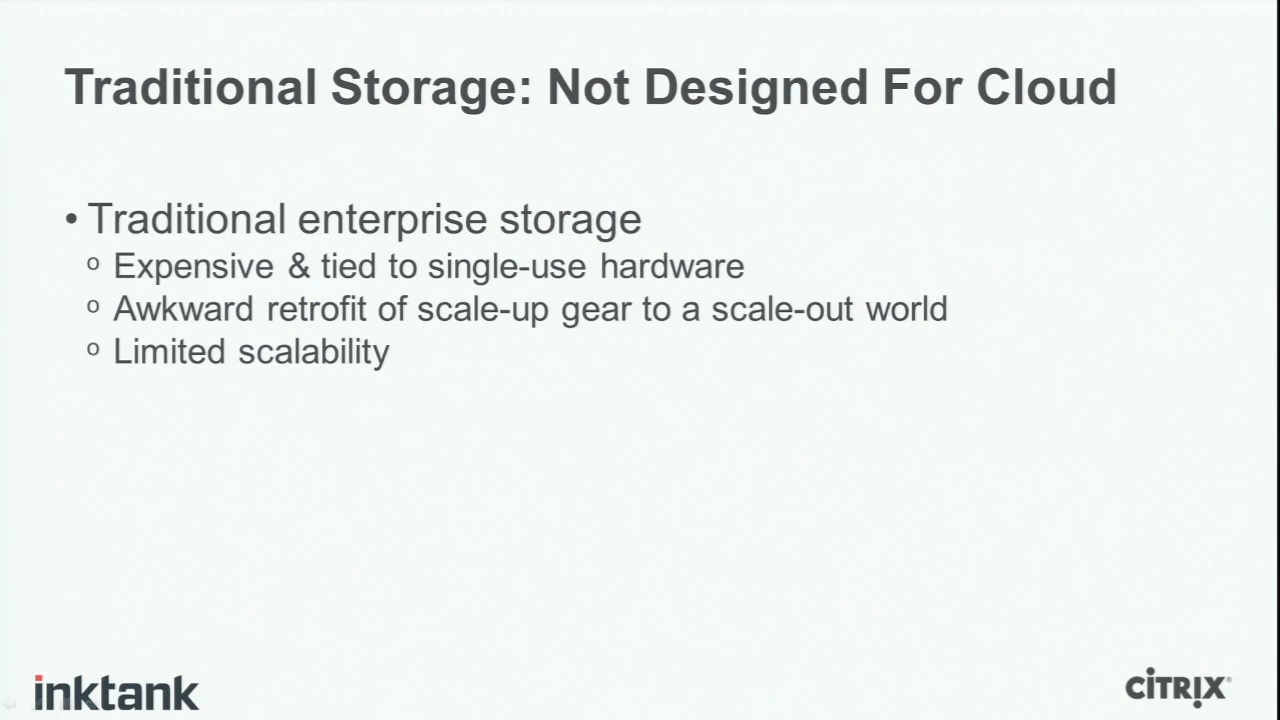 Traditional Storage: Not Designed For Cloud
• Traditional enterprise storage
o Expensive & tied to single-use hardware
o Awkward retrofit of scale-up gear to a scale-out world
o Limited scalability
inktank
CITRIX